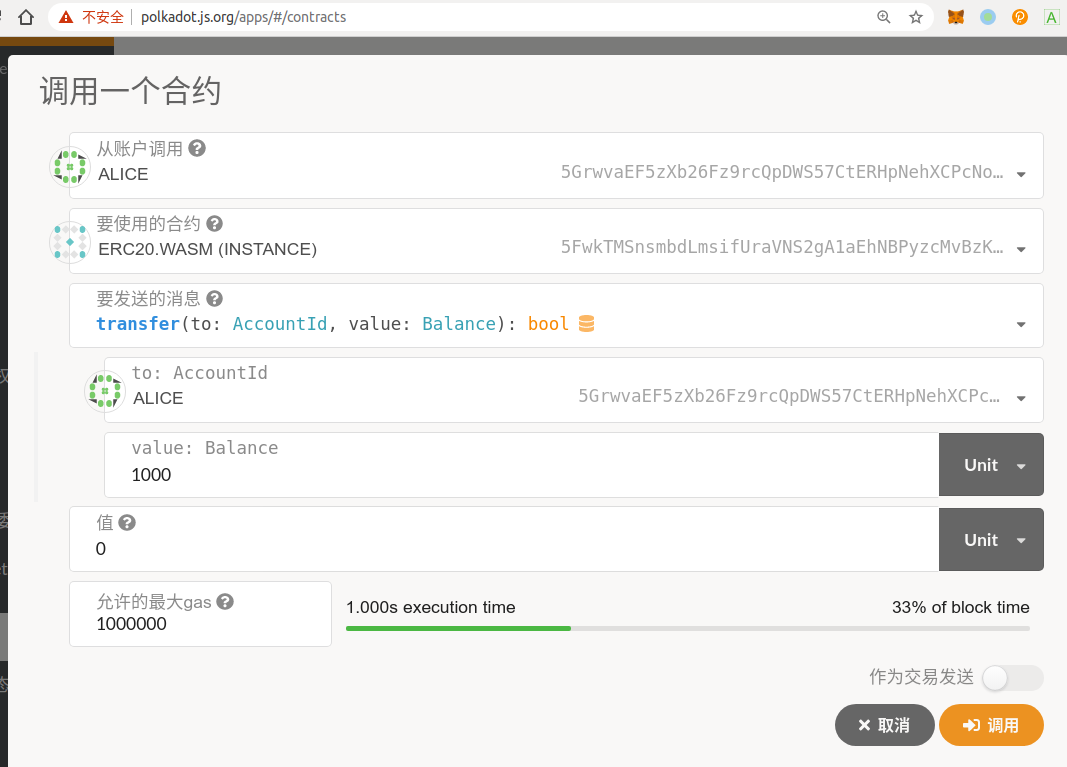 不安全 polkadot.js.org/apps/#/contracts
调用一个合约
从账户调用
ALICE 5GrwvaEF5zXb26Fz9rcQpDWS57CtERHpNehXCPcNo…
要使用的合约
ERC20.WASM (INSTANCE) 5FwkTMSnsmbdLmsifUraVNS2gA1aEhNBPyzcMvBzK…
要发送的消息
transfer(to: AccountId, value: Balance): bool
to: AccountId
ALICE 5GrwvaEF5zXb26Fz9rcQpDWS57CtERHpNehXCPc…
value: Balance
1000 Unit
值
0 Unit
允许的最大gas
1000000
1.000s execution time 33% of block time
作为交易发送
取消 调用